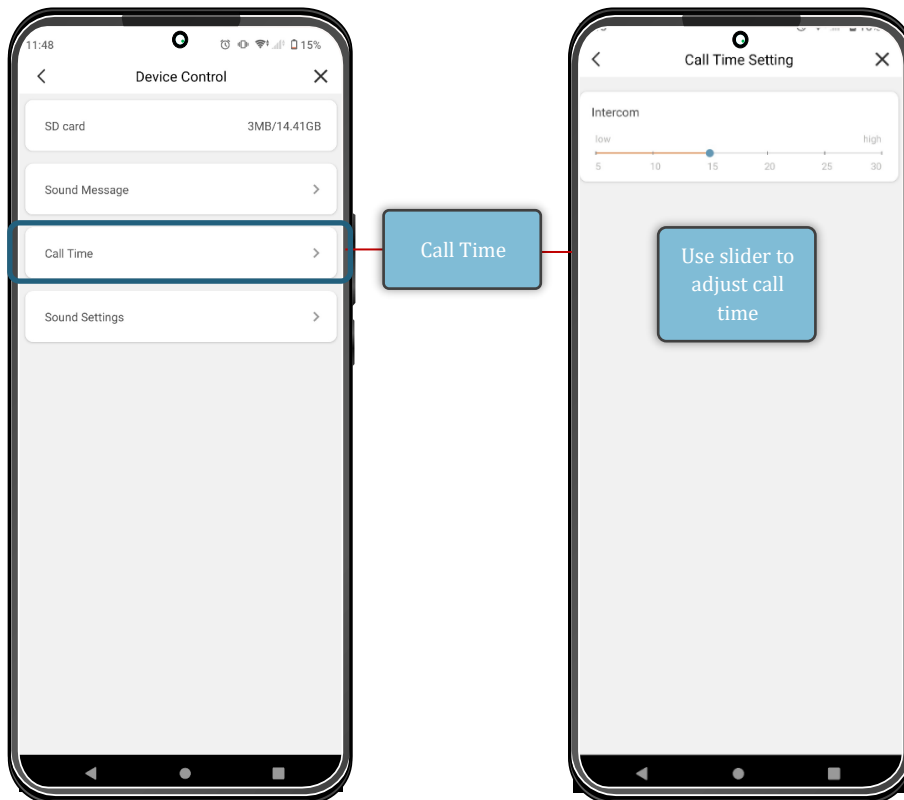 11:48
15%
Device Control
SD card 3MB/14.41GB
Sound Message
Call Time
Sound Settings
Call Time
Call Time Setting
Intercom
low high
5 10 15 20 25 30
Use slider to
adjust call
time